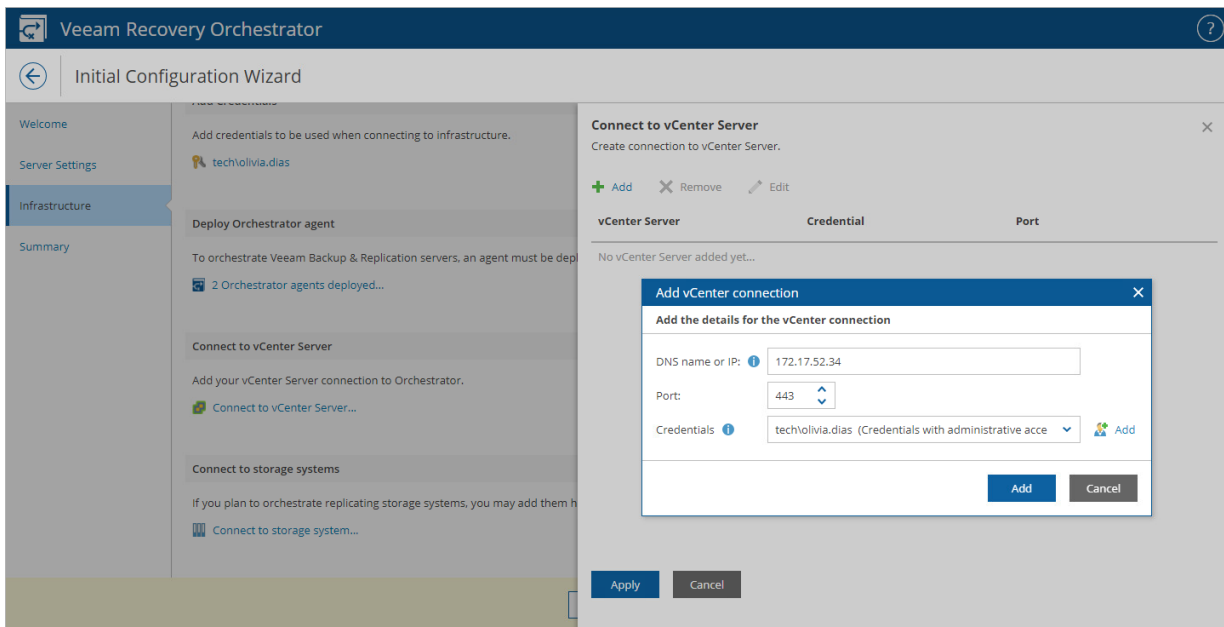 Veeam Recovery Orchestrator
?
Initial Configuration Wizard
Welcome
Server Settings
Infrastructure
Summary
Add Credentials
Add credentials to be used when connecting to infrastructure.
tech\olivia.dias
Deploy Orchestrator agent
To orchestrate Veeam Backup & Replication servers, an agent must be depl
2 Orchestrator agents deployed...
Connect to vCenter Server
Add your vCenter Server connection to Orchestrator.
Connect to vCenter Server...
Connect to storage systems
If you plan to orchestrate replicating storage systems, you may add them h
Connect to storage system...
Connect to vCenter Server
Create connection to vCenter Server.
Add Remove Edit
vCenter Server Credential Port
No vCenter Server added yet...
Add vCenter connection
Add the details for the vCenter connection
DNS name or IP: 172.17.52.34
Port: 443
Credentials tech\olivia.dias (Credentials with administrative acce Add
Add Cancel
Apply Cancel